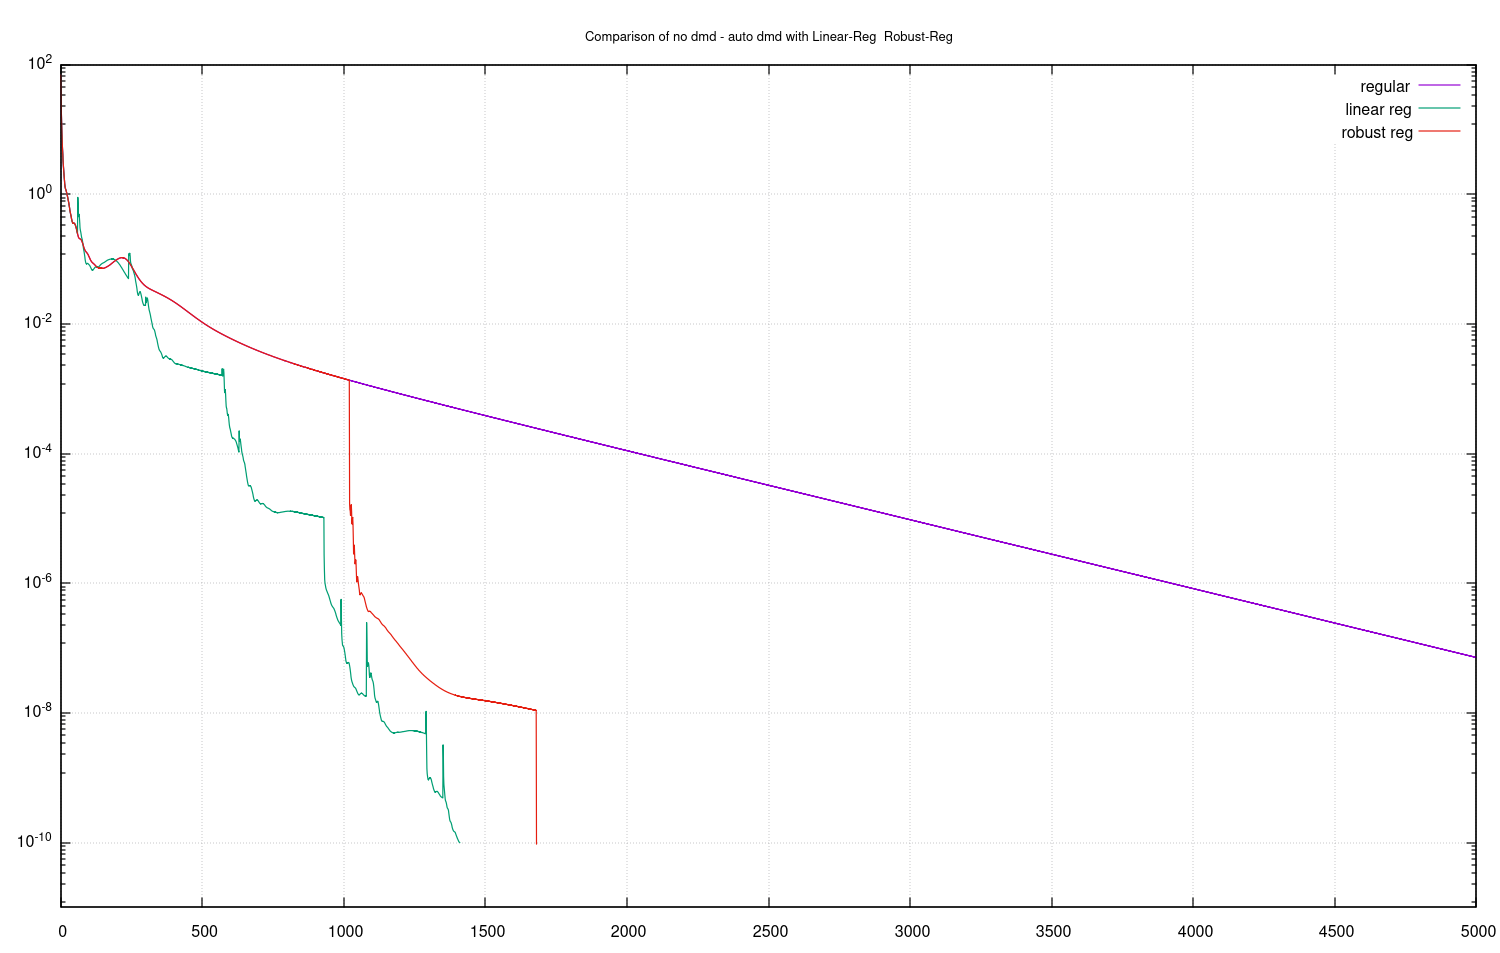 Comparison of no dmd - auto dmd with Linear-Reg  Robust-Reg
regular
linear reg
robust reg
10^2
10^0
10^-2
10^-4
10^-6
10^-8
10^-10
0 500 1000 1500 2000 2500 3000 3500 4000 4500 5000